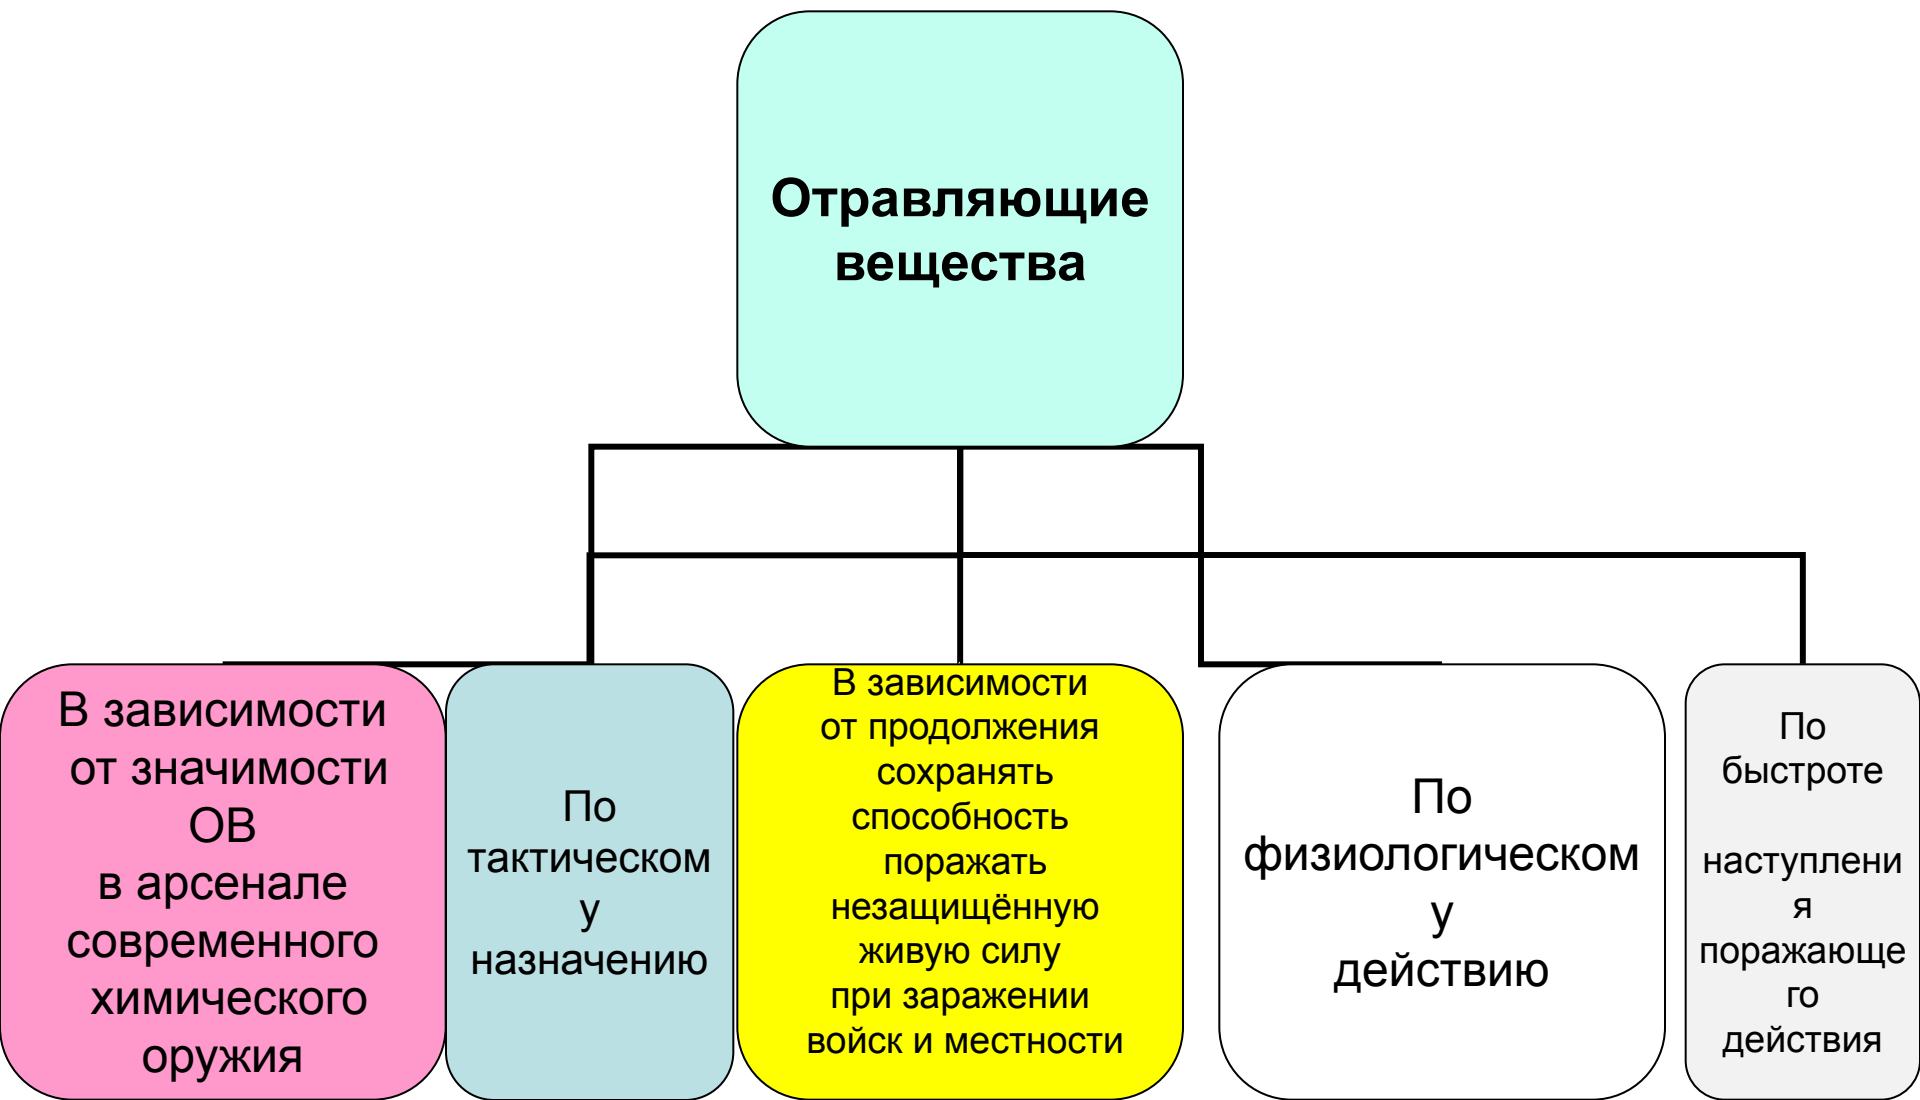 Отравляющие
вещества
В зависимости
от значимости
ОВ
в арсенале
современного
химического
оружия
По
тактическом
у
назначению
В зависимости
от продолжения
сохранять
способность
поражать
незащищённую
живую силу
при заражении
войск и местности
По
физиологическом
у
действию
По
быстроте
наступлени
я
поражающе
го
действия